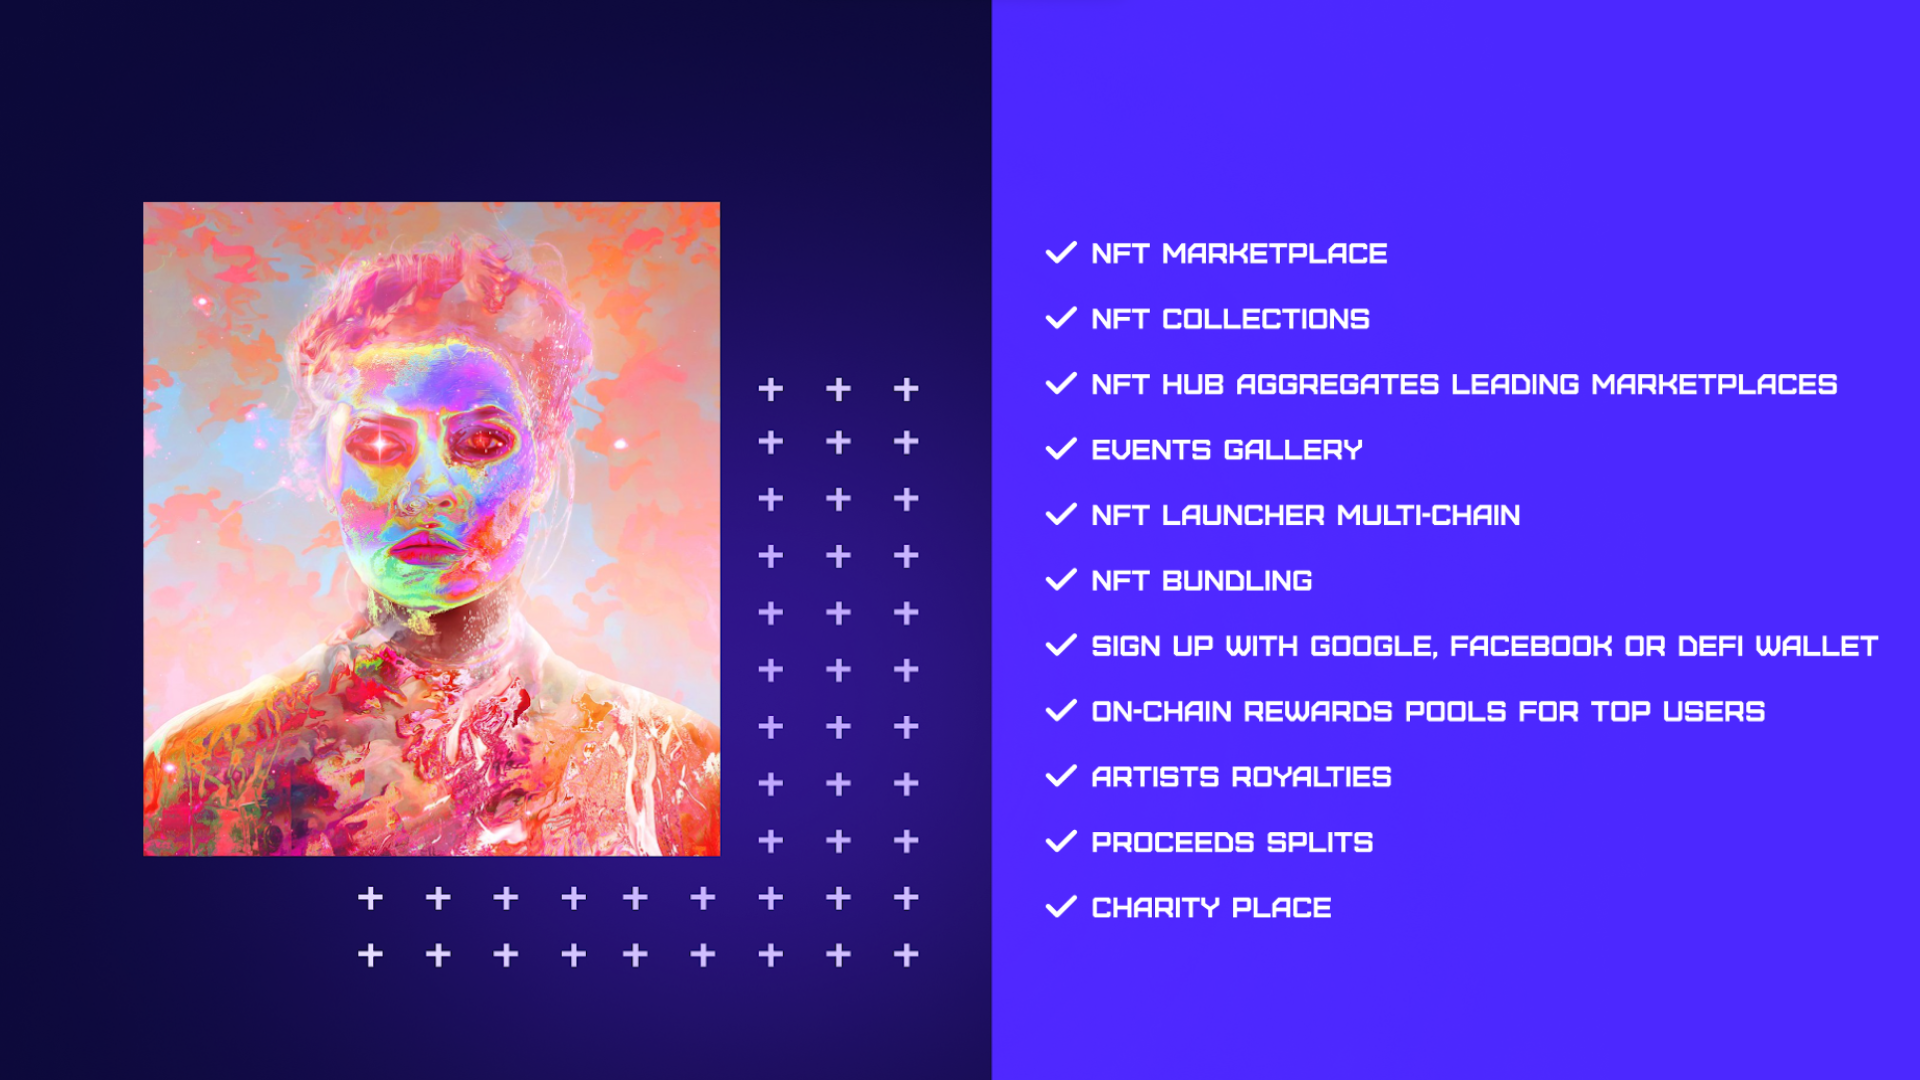 NFT MARKETPLACE
NFT COLLECTIONS
NFT HUB AGGREGATES LEADING MARKETPLACES
EVENTS GALLERY
NFT LAUNCHER MULTI-CHAIN
NFT BUNDLING
SIGN UP WITH GOOGLE, FACEBOOK OR DEFI WALLET
ON-CHAIN REWARDS POOLS FOR TOP USERS
ARTISTS ROYALTIES
PROCEEDS SPLITS
CHARITY PLACE